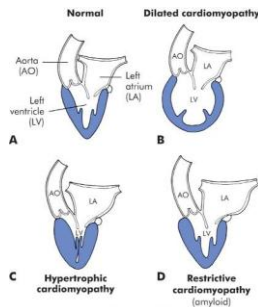 Normal
Aorta
(AO)
Left
atrium
(LA)
Left
ventricle
(LV)
A
Dilated cardiomyopathy
AO
LA
LV
B
AO
LA
LV
C
Hypertrophic
cardiomyopathy
AO
LA
LV
D
Restrictive
cardiomyopathy
(amyloid)